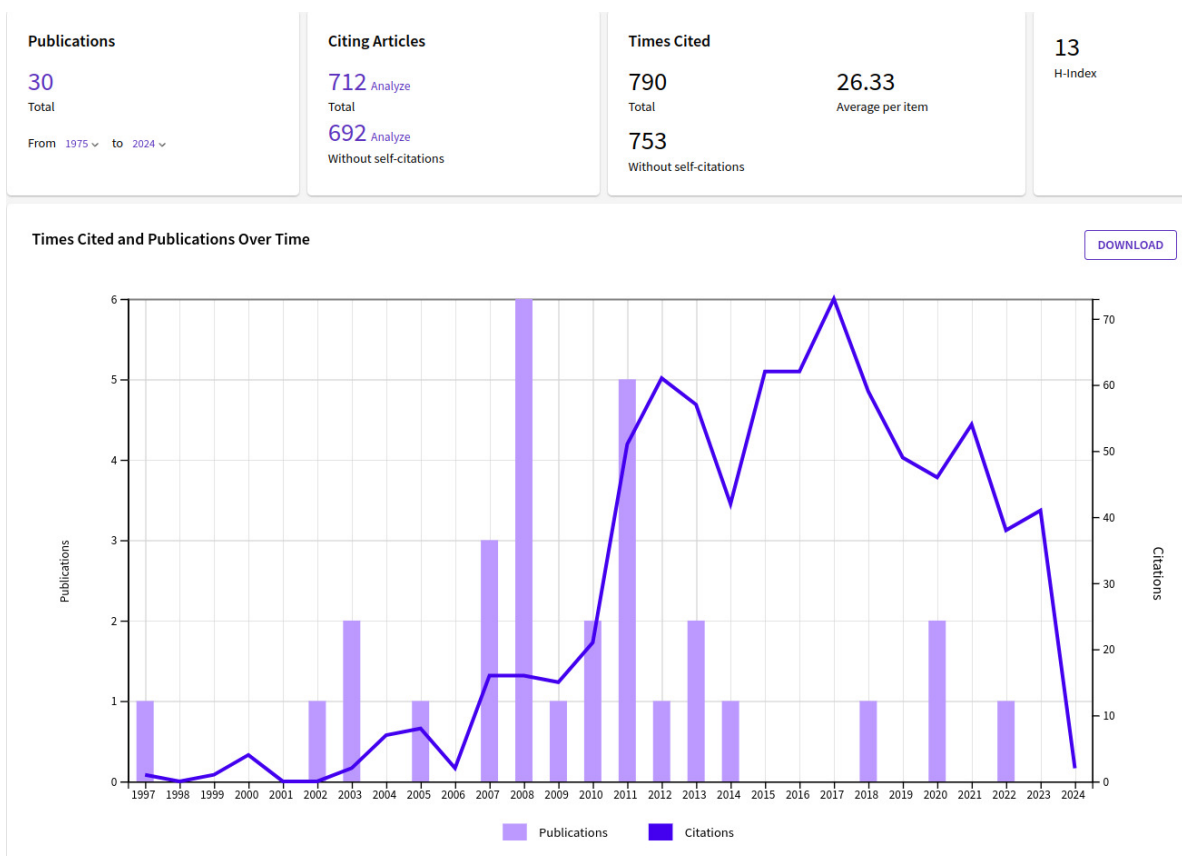 Publications
30
Total
From 1975 to 2024
Citing Articles
712 Analyze
Total
692 Analyze
Without self-citations
Times Cited
790
Total
753
Without self-citations
26.33
Average per item
13
H-Index
Times Cited and Publications Over Time
DOWNLOAD
6
5
4
3
2
1
0
Publications
70
60
50
40
30
20
10
0
Citations
1997 1998 1999 2000 2001 2002 2003 2004 2005 2006 2007 2008 2009 2010 2011 2012 2013 2014 2015 2016 2017 2018 2019 2020 2021 2022 2023 2024
Publications Citations